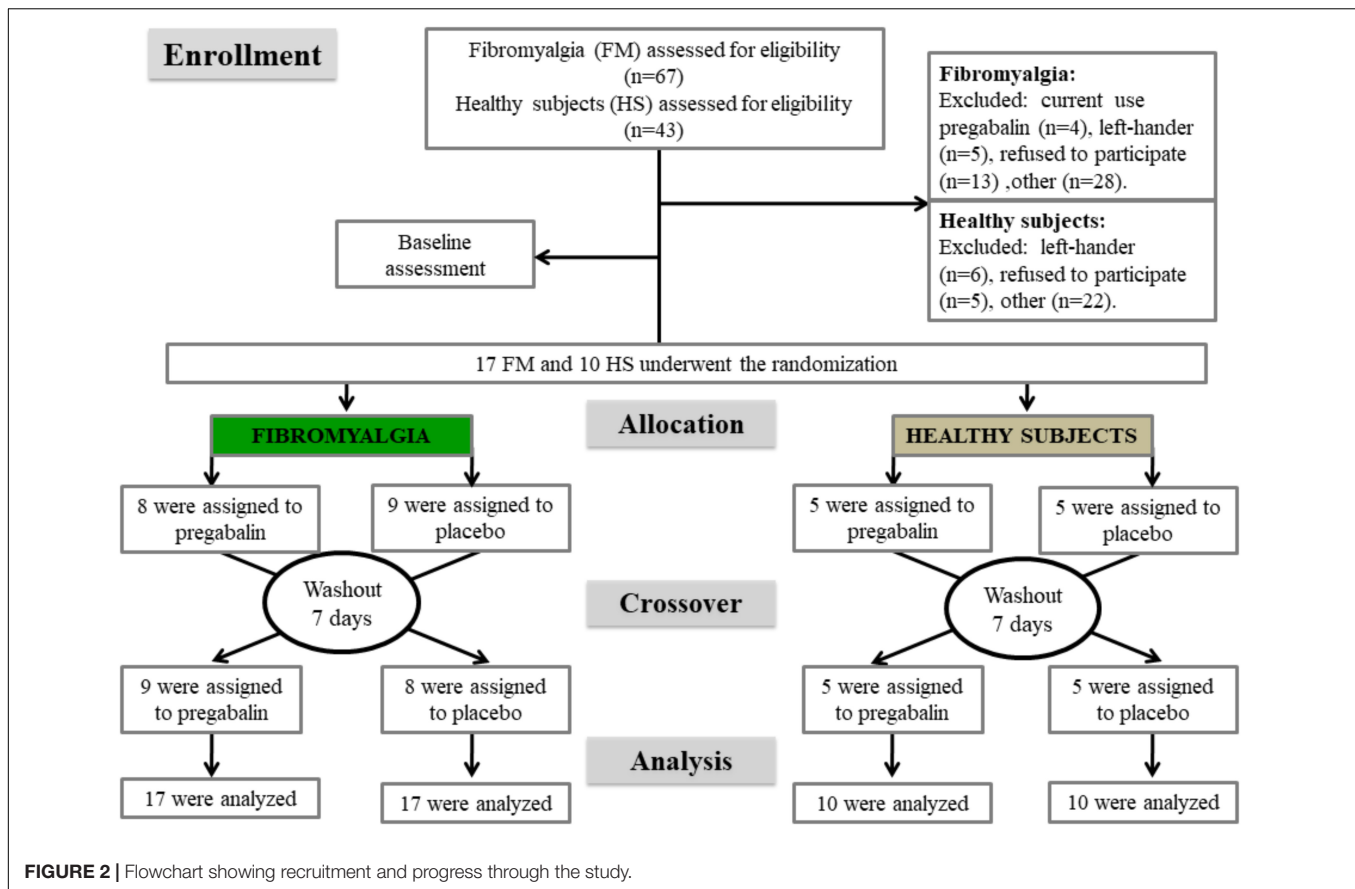 Enrollment
Fibromyalgia (FM) assessed for eligibility
(n=67)
Healthy subjects (HS) assessed for eligibility
(n=43)
Fibromyalgia:
Excluded: current use
pregabalin (n=4), left-hander
(n=5), refused to participate
(n=13) ,other (n=28).
Healthy subjects:
Excluded: left-hander
(n=6), refused to participate
(n=5), other (n=22).
Baseline
assessment
17 FM and 10 HS underwent the randomization
Allocation
FIBROMYALGIA
HEALTHY SUBJECTS
8 were assigned to
pregabalin
9 were assigned to
placebo
5 were assigned to
pregabalin
5 were assigned to
placebo
Washout
7 days
Crossover
Washout
7 days
9 were assigned
to pregabalin
8 were assigned
to placebo
5 were assigned
to pregabalin
5 were assigned
to placebo
Analysis
17 were analyzed
17 were analyzed
10 were analyzed
10 were analyzed
FIGURE 2 | Flowchart showing recruitment and progress through the study.